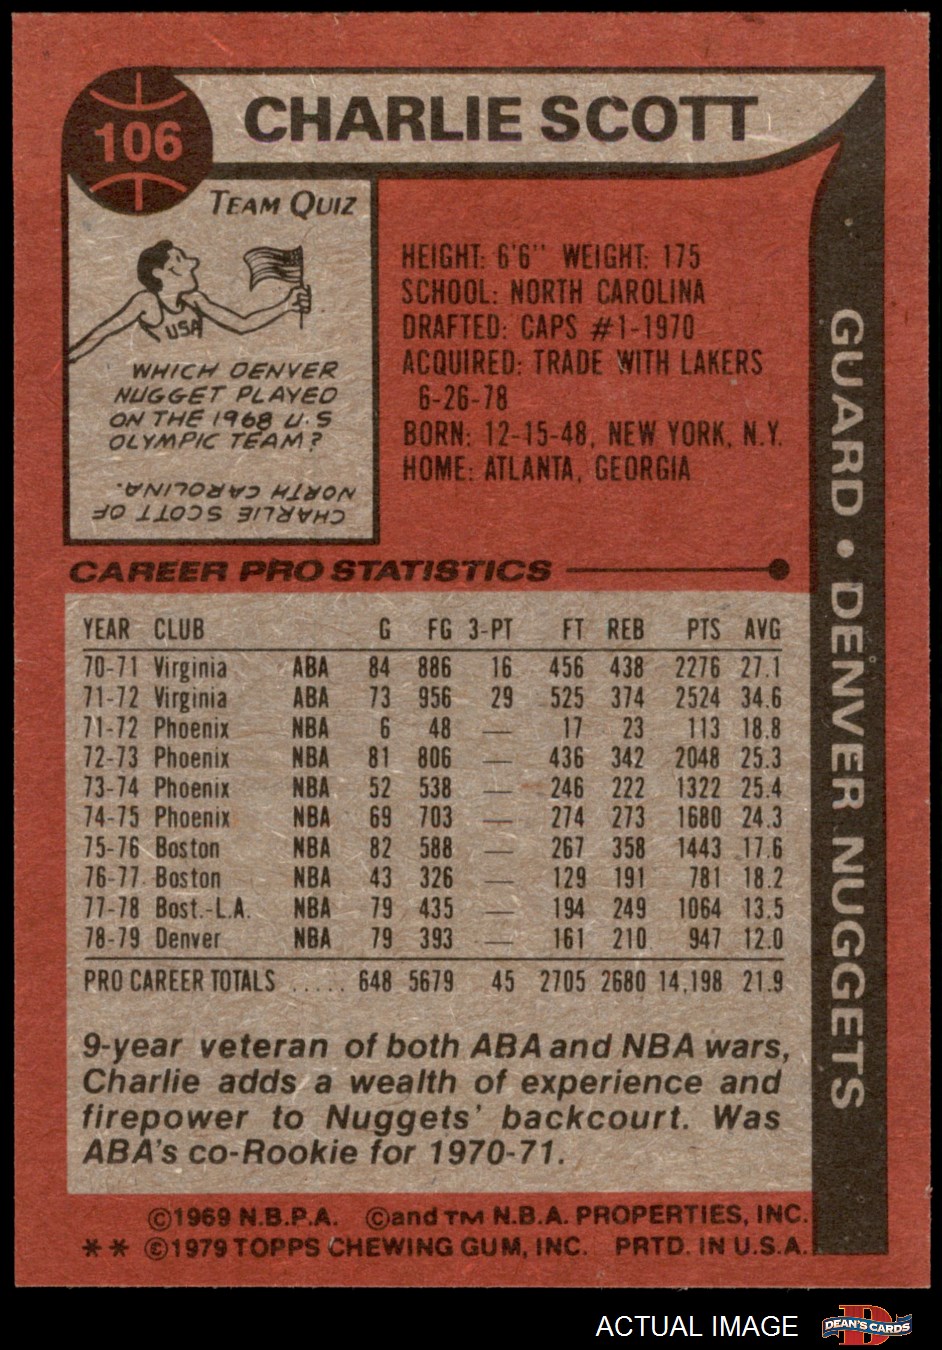 106
CHARLIE SCOTT
TEAM QUIZ
USA
WHICH DENVER
NUGGET PLAYED
ON THE 1968 U.S
OLYMPIC TEAM?
CHARLIE SCOTT OF
NORTH CAROLINA.
HEIGHT: 6'6" WEIGHT: 175
SCHOOL: NORTH CAROLINA
DRAFTED: CAPS #1-1970
ACQUIRED: TRADE WITH LAKERS
6-26-78
BORN: 12-15-48, NEW YORK, N.Y.
HOME: ATLANTA, GEORGIA
GUARD • DENVER NUGGETS
CAREER PRO STATISTICS
YEAR CLUB G FG 3-PT FT REB PTS AVG
70-71 Virginia ABA 84 886 16 456 438 2276 27.1
71-72 Virginia ABA 73 956 29 525 374 2524 34.6
71-72 Phoenix NBA 6 48 — 17 23 113 18.8
72-73 Phoenix NBA 81 806 — 436 342 2048 25.3
73-74 Phoenix NBA 52 538 — 246 222 1322 25.4
74-75 Phoenix NBA 69 703 — 274 273 1680 24.3
75-76 Boston NBA 82 588 — 267 358 1443 17.6
76-77 Boston NBA 43 326 — 129 191 781 18.2
77-78 Bost.-L.A. NBA 79 435 — 194 249 1064 13.5
78-79 Denver NBA 79 393 — 161 210 947 12.0
PRO CAREER TOTALS ..... 648 5679 45 2705 2680 14,198 21.9
9-year veteran of both ABA and NBA wars,
Charlie adds a wealth of experience and
firepower to Nuggets' backcourt. Was
ABA's co-Rookie for 1970-71.
©1969 N.B.P.A. ©and TM N.B.A. PROPERTIES, INC.
** ©1979 TOPPS CHEWING GUM, INC. PRTD. IN U.S.A.
ACTUAL IMAGE
D
DEAN'S CARDS